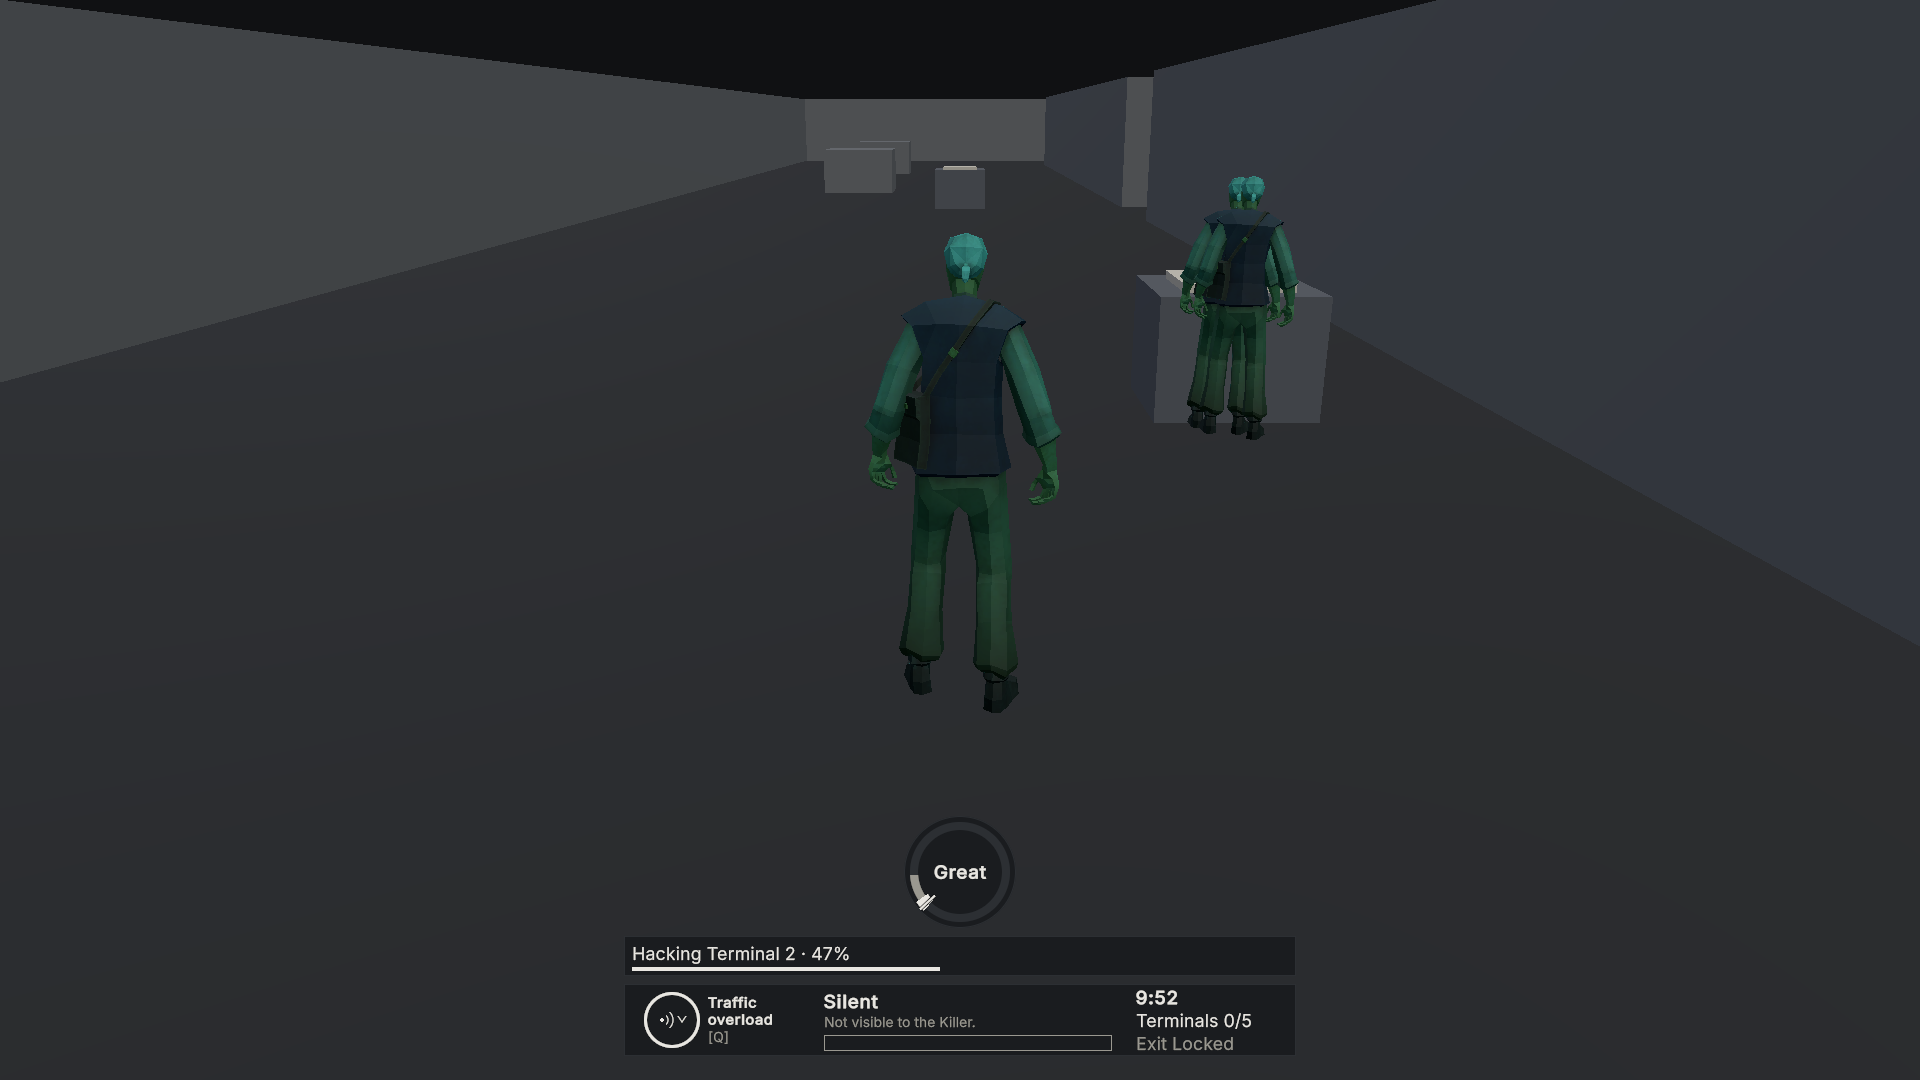 Great
Hacking Terminal 2 · 47%
Traffic
overload
[Q]
Silent
Not visible to the Killer.
9:52
Terminals 0/5
Exit Locked